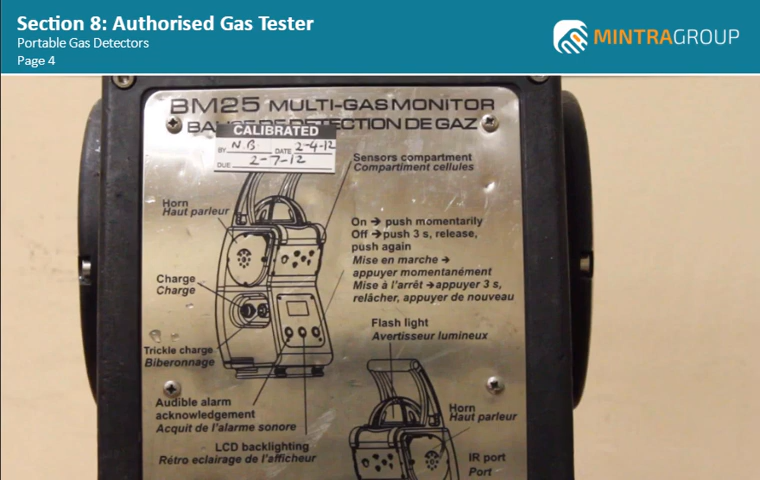 Section 8: Authorised Gas Tester
Portable Gas Detectors
Page 4
MINTRAGROUP
BM25 MULTI-GAS MONITOR
DETECTION DE GAZ
CALIBRATED
BY N.B. DATE 2-4-12
DUE 2-7-12
Sensors compartment
Compartiment cellules
Horn
Haut parleur
On → push momentarily
Off → push 3 s, release,
push again
Mise en marche →
appuyer momentanément
Mise à l'arrêt → appuyer 3 s,
relâcher, appuyer de nouveau
Charge
Charge
Flash light
Avertisseur lumineux
Trickle charge
Biberonnage
Audible alarm
acknowledgement
Acquit de l'alarme sonore
Horn
Haut parleur
LCD backlighting
Rétro eclairage de l'afficheur
IR port
Port